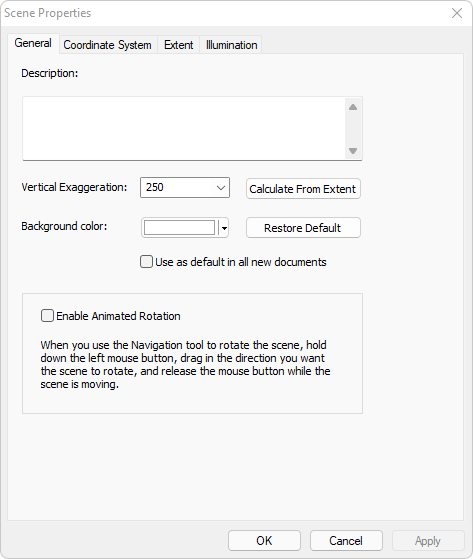 Scene Properties
General Coordinate System Extent Illumination
Description:
Vertical Exaggeration: 250 Calculate From Extent
Background color: Restore Default
Use as default in all new documents
Enable Animated Rotation
When you use the Navigation tool to rotate the scene, hold
down the left mouse button, drag in the direction you want
the scene to rotate, and release the mouse button while the
scene is moving.
OK Cancel Apply